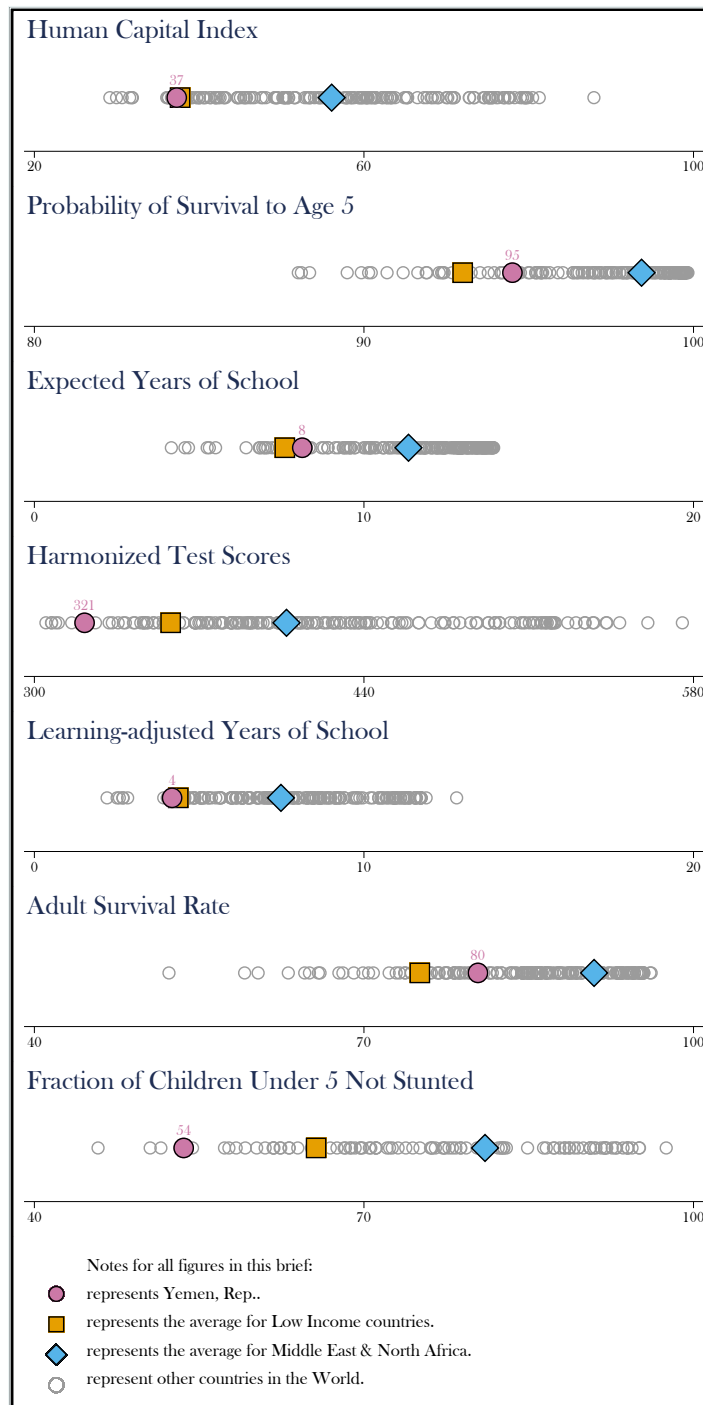 Human Capital Index
37
20 60 100
Probability of Survival to Age 5
95
80 90 100
Expected Years of School
8
0 10 20
Harmonized Test Scores
321
300 440 580
Learning-adjusted Years of School
4
0 10 20
Adult Survival Rate
80
40 70 100
Fraction of Children Under 5 Not Stunted
54
40 70 100
Notes for all figures in this brief:
represents Yemen, Rep..
represents the average for Low Income countries.
represents the average for Middle East & North Africa.
represent other countries in the World.